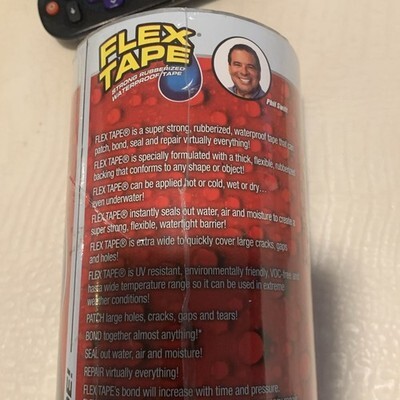 FLEX
TAPE®
STRONG RUBBERIZED
WATERPROOF TAPE
Phil Swift
FLEX TAPE® is a super strong, rubberized, waterproof tape that can
patch, bond, seal and repair virtually everything!
FLEX TAPE® is specially formulated with a thick, flexible, rubberized
backing that conforms to any shape or object!
FLEX TAPE® can be applied hot or cold, wet or dry...
even underwater!
FLEX TAPE® instantly seals out water, air and moisture to create a
super strong, flexible, watertight barrier!
FLEX TAPE® is extra wide to quickly cover large cracks, gaps
and holes!
FLEX TAPE® is UV resistant, environmentally friendly, VOC-free, and
has a wide temperature range so it can be used in extreme
weather conditions!
PATCH large holes, cracks, gaps and tears!
BOND together almost anything!*
SEAL out water, air and moisture!
REPAIR virtually everything!
FLEX TAPE's bond will increase with time and pressure.